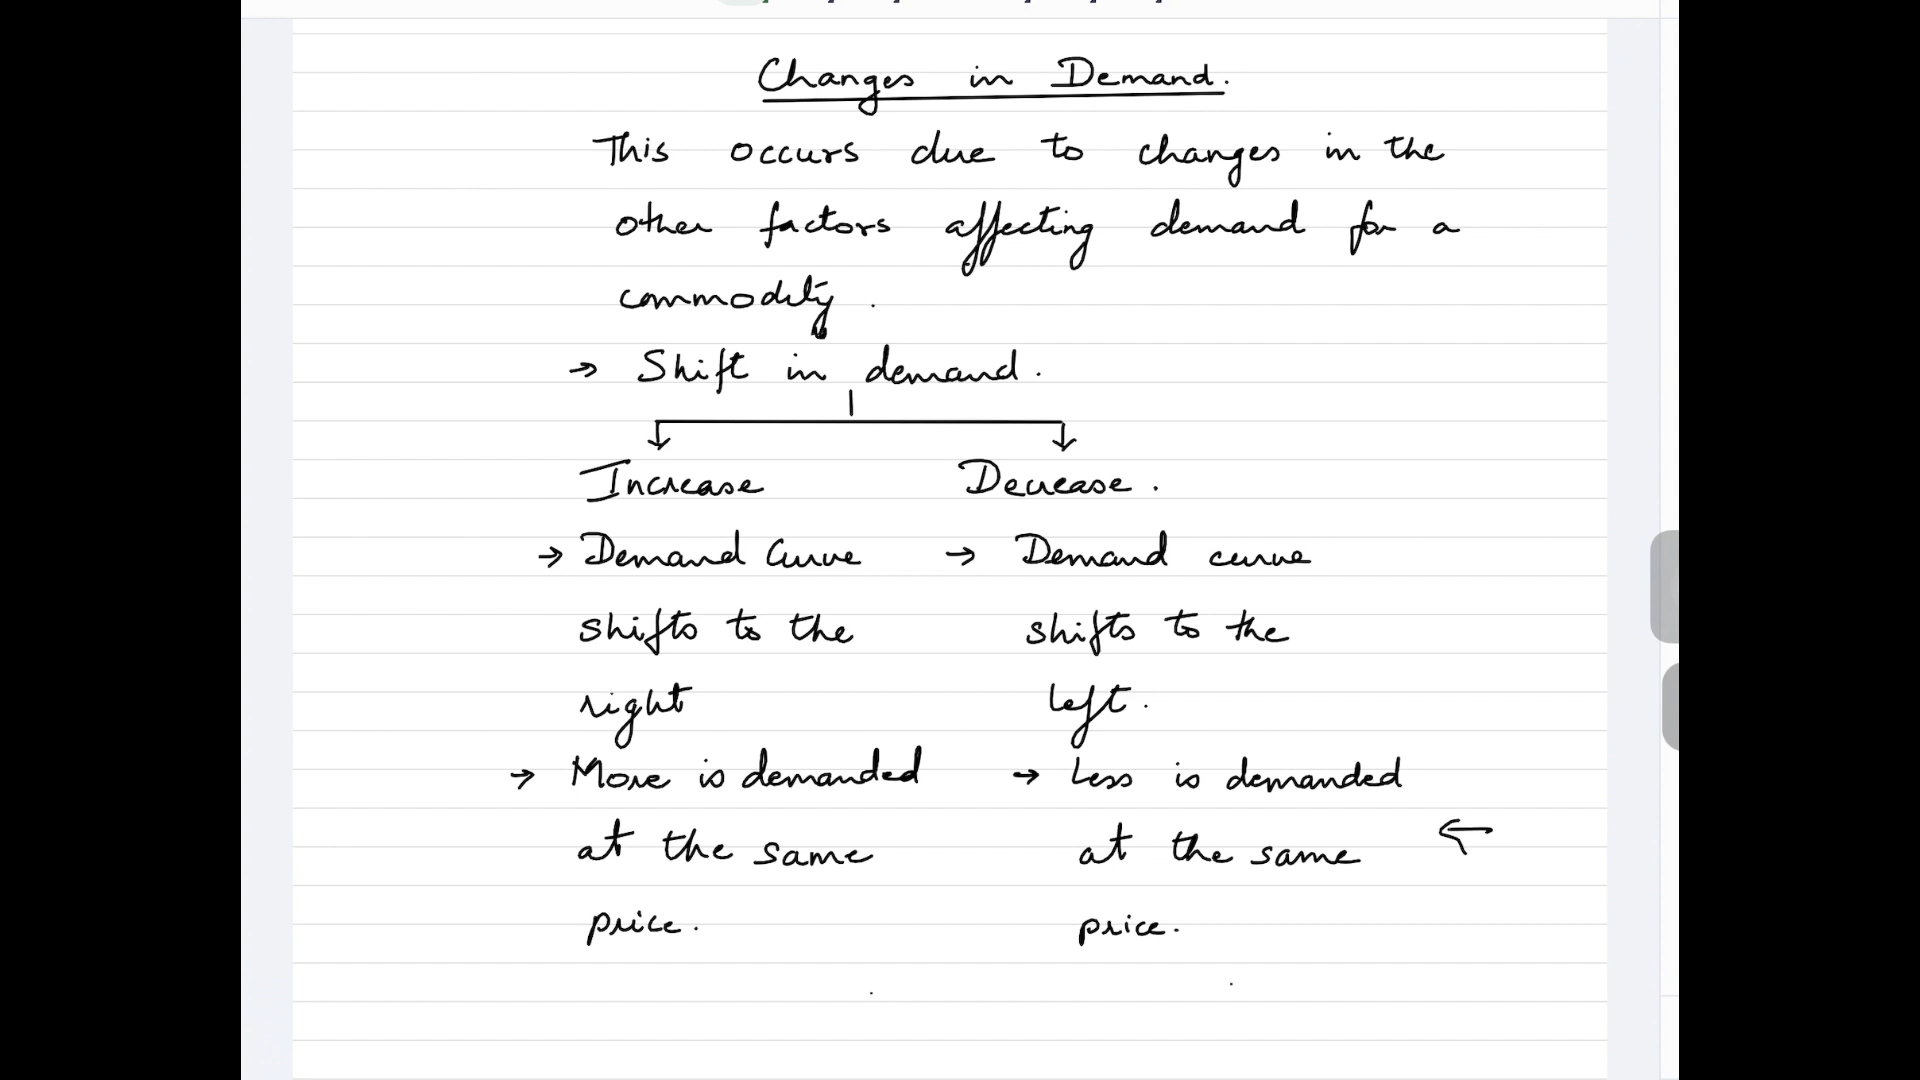 Changes in Demand.
This occurs due to changes in the
other factors affecting demand for a
commodity.
→ Shift in demand.
Increase Decrease.
→ Demand Curve → Demand curve
shifts to the shifts to the
right left.
→ More is demanded → Less is demanded
at the same at the same ←
price. price.